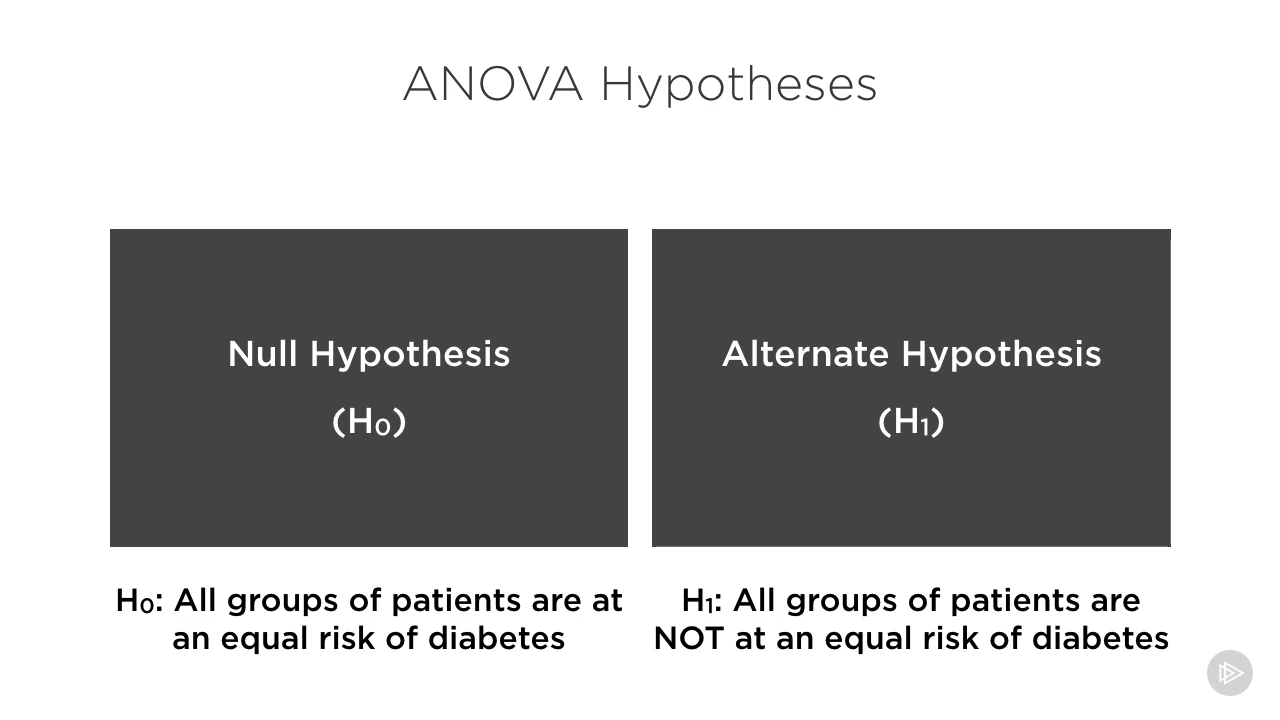 ANOVA Hypotheses
Null Hypothesis
(H₀)
Alternate Hypothesis
(H₁)
H₀: All groups of patients are at
an equal risk of diabetes
H₁: All groups of patients are
NOT at an equal risk of diabetes